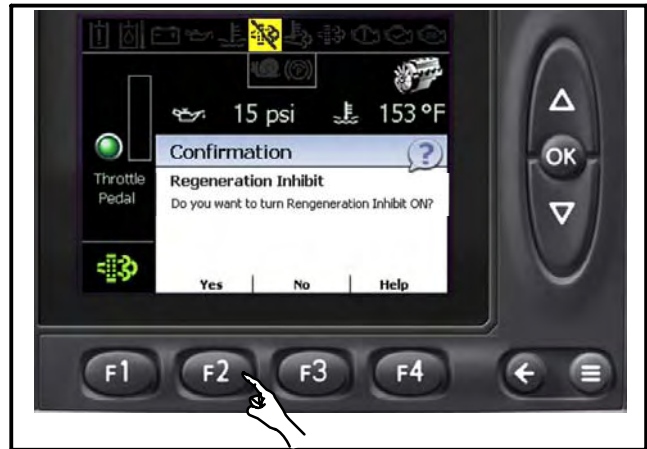 15 psi 153 °F
Confirmation ?
Throttle
Pedal
Regeneration Inhibit
Do you want to turn Rengeneration Inhibit ON?
Yes No Help
OK
F1 F2 F3 F4